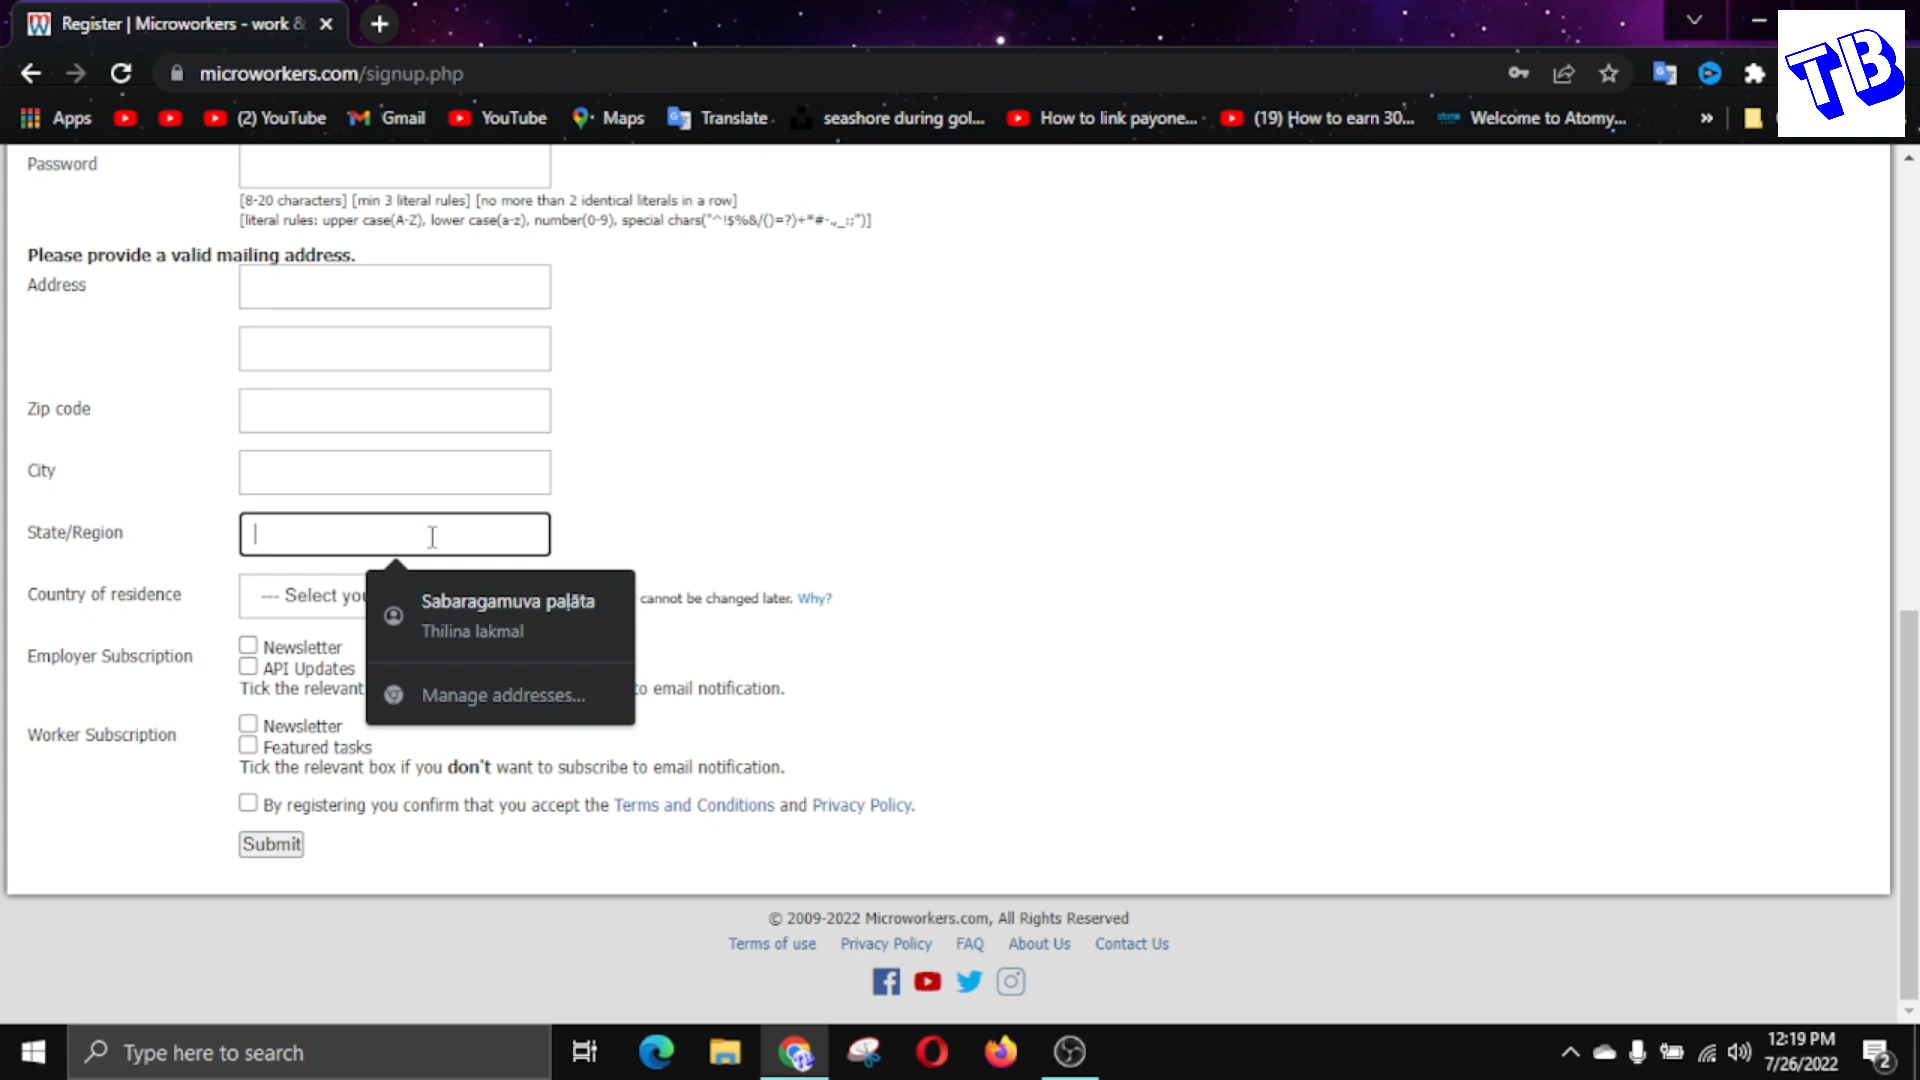 Register | Microworkers - work &
TB
microworkers.com/signup.php
Apps
(2) YouTube
Gmail
YouTube
Maps
Translate
seashore during gol...
How to link payone...
(19) How to earn 30...
Welcome to Atomy,...
»
Password
[8-20 characters] [min 3 literal rules] [no more than 2 identical literals in a row]
[literal rules: upper case(A-Z), lower case(a-z), number(0-9), special chars("^!$%&/()=?)+*#-.,_:;")]
Please provide a valid mailing address.
Address
Zip code
City
State/Region
Country of residence
--- Select you
cannot be changed later. Why?
Sabaragamuva paḷāta
Thilina lakmal
Manage addresses...
Employer Subscription
Newsletter
API Updates
Tick the relevant
to email notification.
Worker Subscription
Newsletter
Featured tasks
Tick the relevant box if you don't want to subscribe to email notification.
By registering you confirm that you accept the Terms and Conditions and Privacy Policy.
Submit
© 2009-2022 Microworkers.com, All Rights Reserved
Terms of use Privacy Policy FAQ About Us Contact Us
Type here to search
12:19 PM
7/26/2022
2